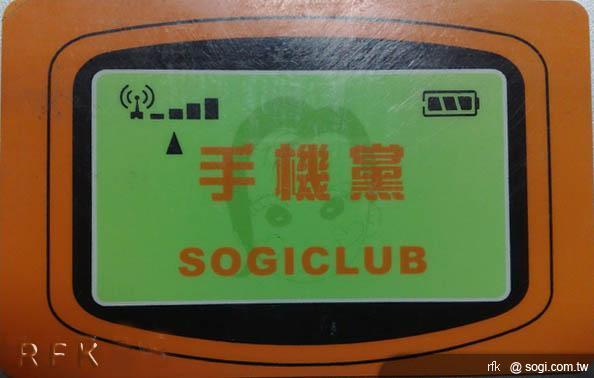 手機黨
SOGICLUB
RFK
rfk @ sogi.com.tw